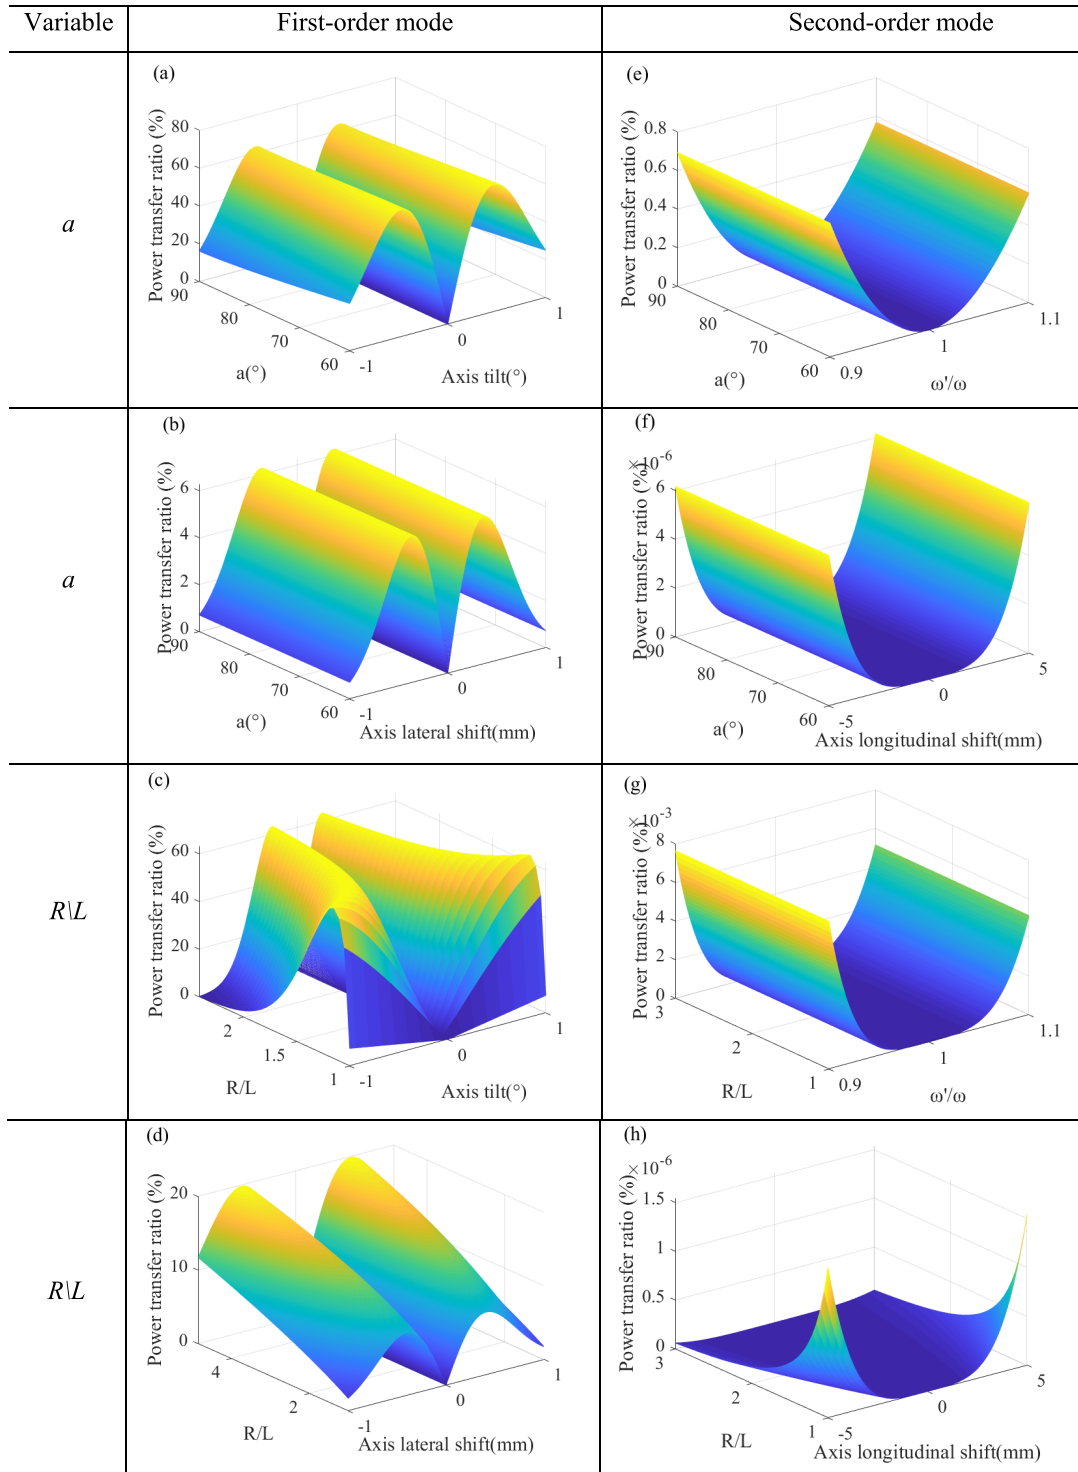 Variable First-order mode Second-order mode
a
(a)
Power transfer ratio (%)
80
60
40
20
0
90
80
70
60
a(°)
-1
0
1
Axis tilt(°)
(e)
Power transfer ratio (%)
0.8
0.6
0.4
0.2
0
90
80
70
60
a(°)
0.9
1
1.1
ω'/ω
a
(b)
Power transfer ratio (%)
6
4
2
0
90
80
70
60
a(°)
-1
0
1
Axis lateral shift(mm)
(f)
×10-6
Power transfer ratio (%)
6
4
2
0
90
80
70
60
a(°)
-5
0
5
Axis longitudinal shift(mm)
R\L
(c)
Power transfer ratio (%)
60
40
20
0
2
1.5
1
R/L
-1
0
1
Axis tilt(°)
(g)
×10-3
Power transfer ratio (%)
8
6
4
2
0
3
2
1
R/L
0.9
1
1.1
ω'/ω
R\L
(d)
Power transfer ratio (%)
20
10
0
4
2
R/L
-1
0
1
Axis lateral shift(mm)
(h)
×10-6
Power transfer ratio (%)
1.5
1
0.5
0
3
2
1
R/L
-5
0
5
Axis longitudinal shift(mm)